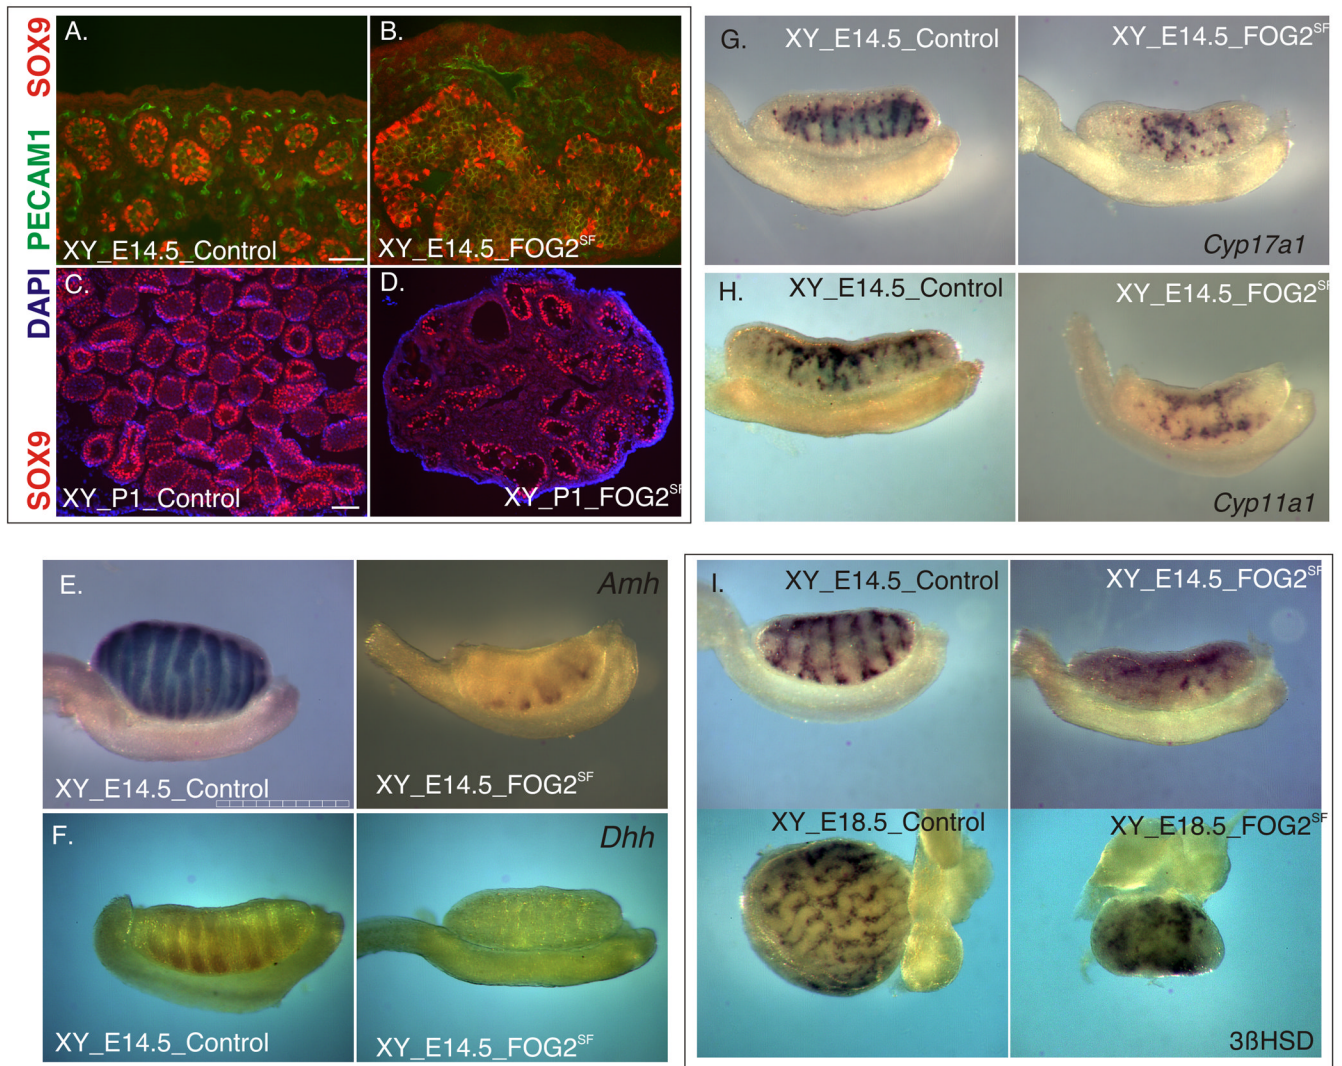 SOX9
PECAM1
DAPI
SOX9
A.
XY_E14.5_Control
B.
XY_E14.5_FOG2SF
C.
XY_P1_Control
D.
XY_P1_FOG2SF
E.
XY_E14.5_Control
Amh
XY_E14.5_FOG2SF
F.
XY_E14.5_Control
Dhh
XY_E14.5_FOG2SF
G.
XY_E14.5_Control
XY_E14.5_FOG2SF
Cyp17a1
H.
XY_E14.5_Control
XY_E14.5_FOG2SF
Cyp11a1
I.
XY_E14.5_Control
XY_E14.5_FOG2SF
XY_E18.5_Control
XY_E18.5_FOG2SF
3ßHSD